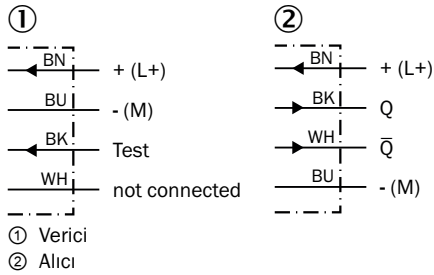 ① ②
BN + (L+)
BU - (M)
BK Test
WH not connected
BN + (L+)
BK Q
WH Q̅
BU - (M)
① Verici
② Alıcı